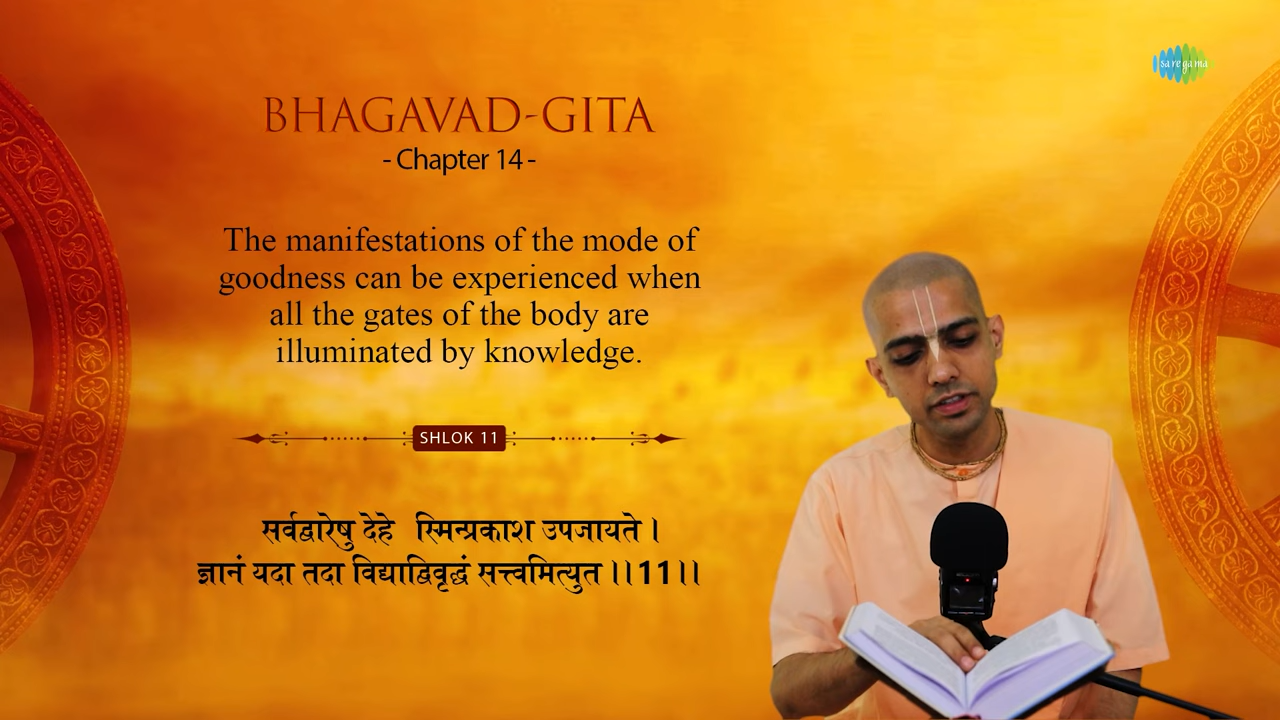 saregama
BHAGAVAD-GITA
- Chapter 14 -
The manifestations of the mode of
goodness can be experienced when
all the gates of the body are
illuminated by knowledge.
SHLOK 11
सर्वद्वारेषु देहे स्मिन्प्रकाश उपजायते ।
ज्ञानं यदा तदा विद्याद्विवृद्धं सत्त्वमित्युत ।।11।।